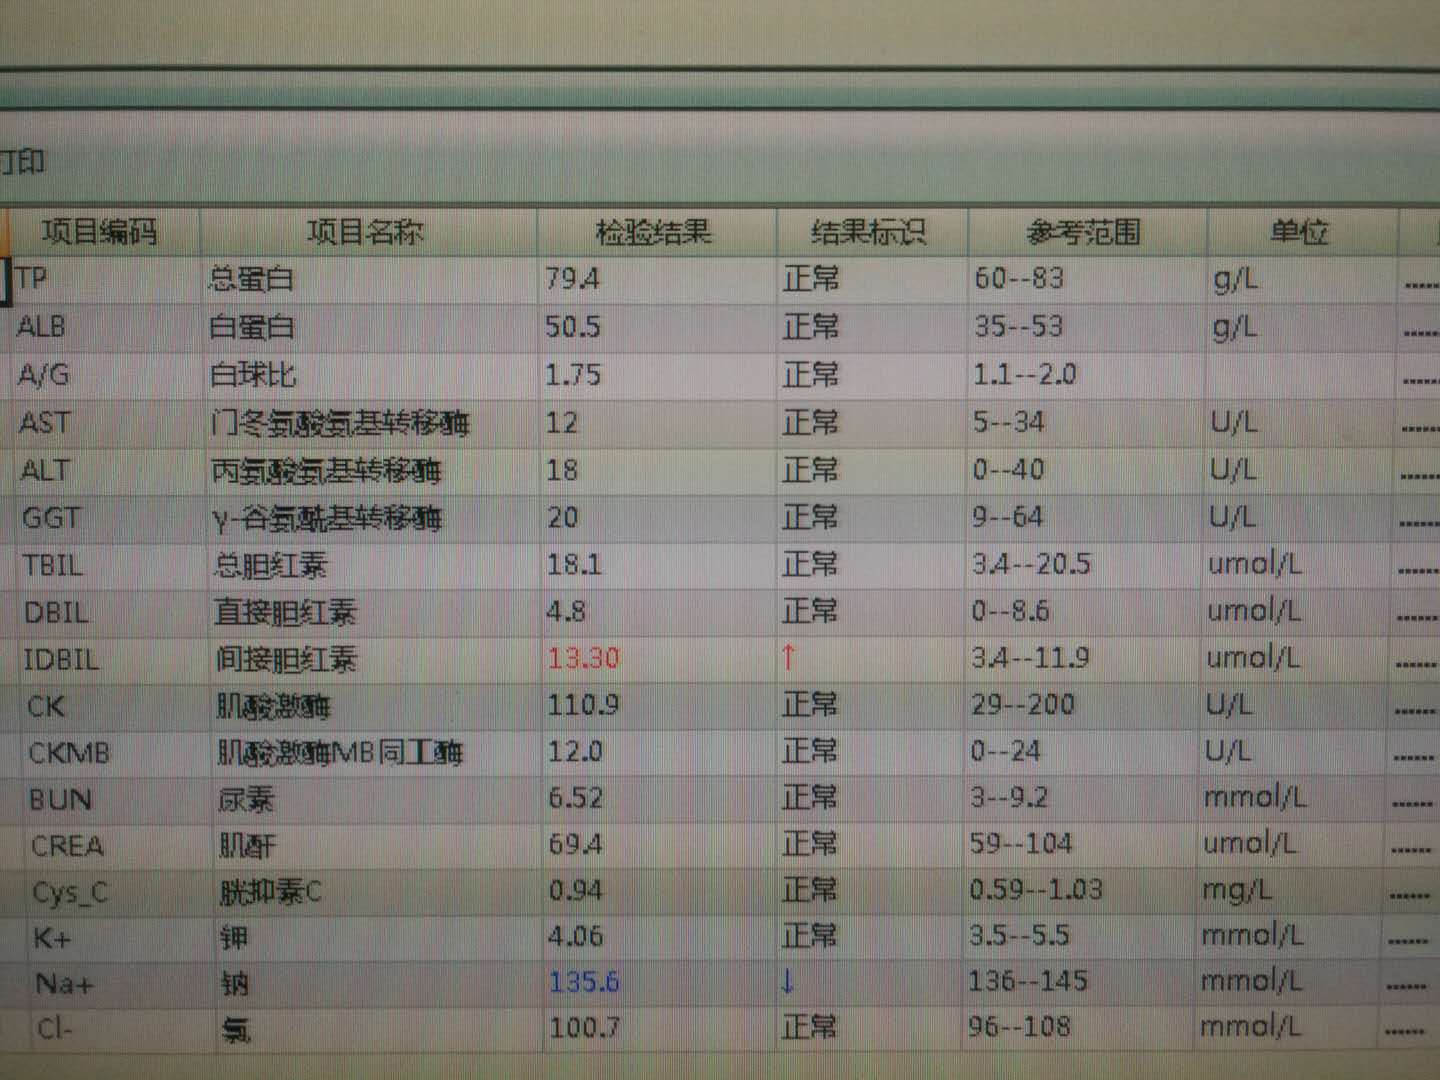 打印
项目编码 项目名称 检验结果 结果标识 参考范围 单位
TP 总蛋白 79.4 正常 60--83 g/L ......
ALB 白蛋白 50.5 正常 35--53 g/L ......
A/G 白球比 1.75 正常 1.1--2.0 ......
AST 门冬氨酸氨基转移酶 12 正常 5--34 U/L ......
ALT 丙氨酸氨基转移酶 18 正常 0--40 U/L ......
GGT γ-谷氨酰基转移酶 20 正常 9--64 U/L ......
TBIL 总胆红素 18.1 正常 3.4--20.5 umol/L ......
DBIL 直接胆红素 4.8 正常 0--8.6 umol/L ......
IDBIL 间接胆红素 13.30 ↑ 3.4--11.9 umol/L ......
CK 肌酸激酶 110.9 正常 29--200 U/L ......
CKMB 肌酸激酶MB同工酶 12.0 正常 0--24 U/L ......
BUN 尿素 6.52 正常 3--9.2 mmol/L ......
CREA 肌酐 69.4 正常 59--104 umol/L ......
Cys_C 胱抑素C 0.94 正常 0.59--1.03 mg/L ......
K+ 钾 4.06 正常 3.5--5.5 mmol/L ......
Na+ 钠 135.6 ↓ 136--145 mmol/L ......
Cl- 氯 100.7 正常 96--108 mmol/L ......